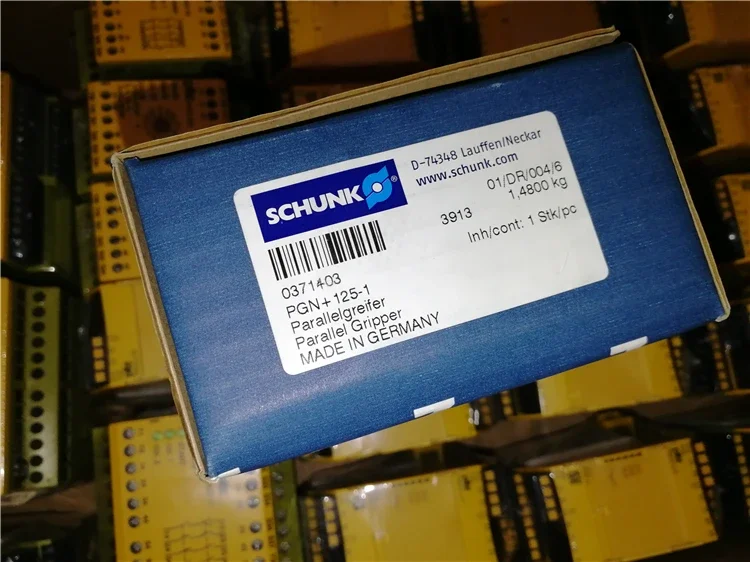 SCHUNK
D-74348 Lauffen/Neckar
www.schunk.com
3913
01/DR/004/6
1,4800 kg
Inh/cont: 1 Stk/pc
0371403
PGN+125-1
Parallelgreifer
Parallel Gripper
MADE IN GERMANY